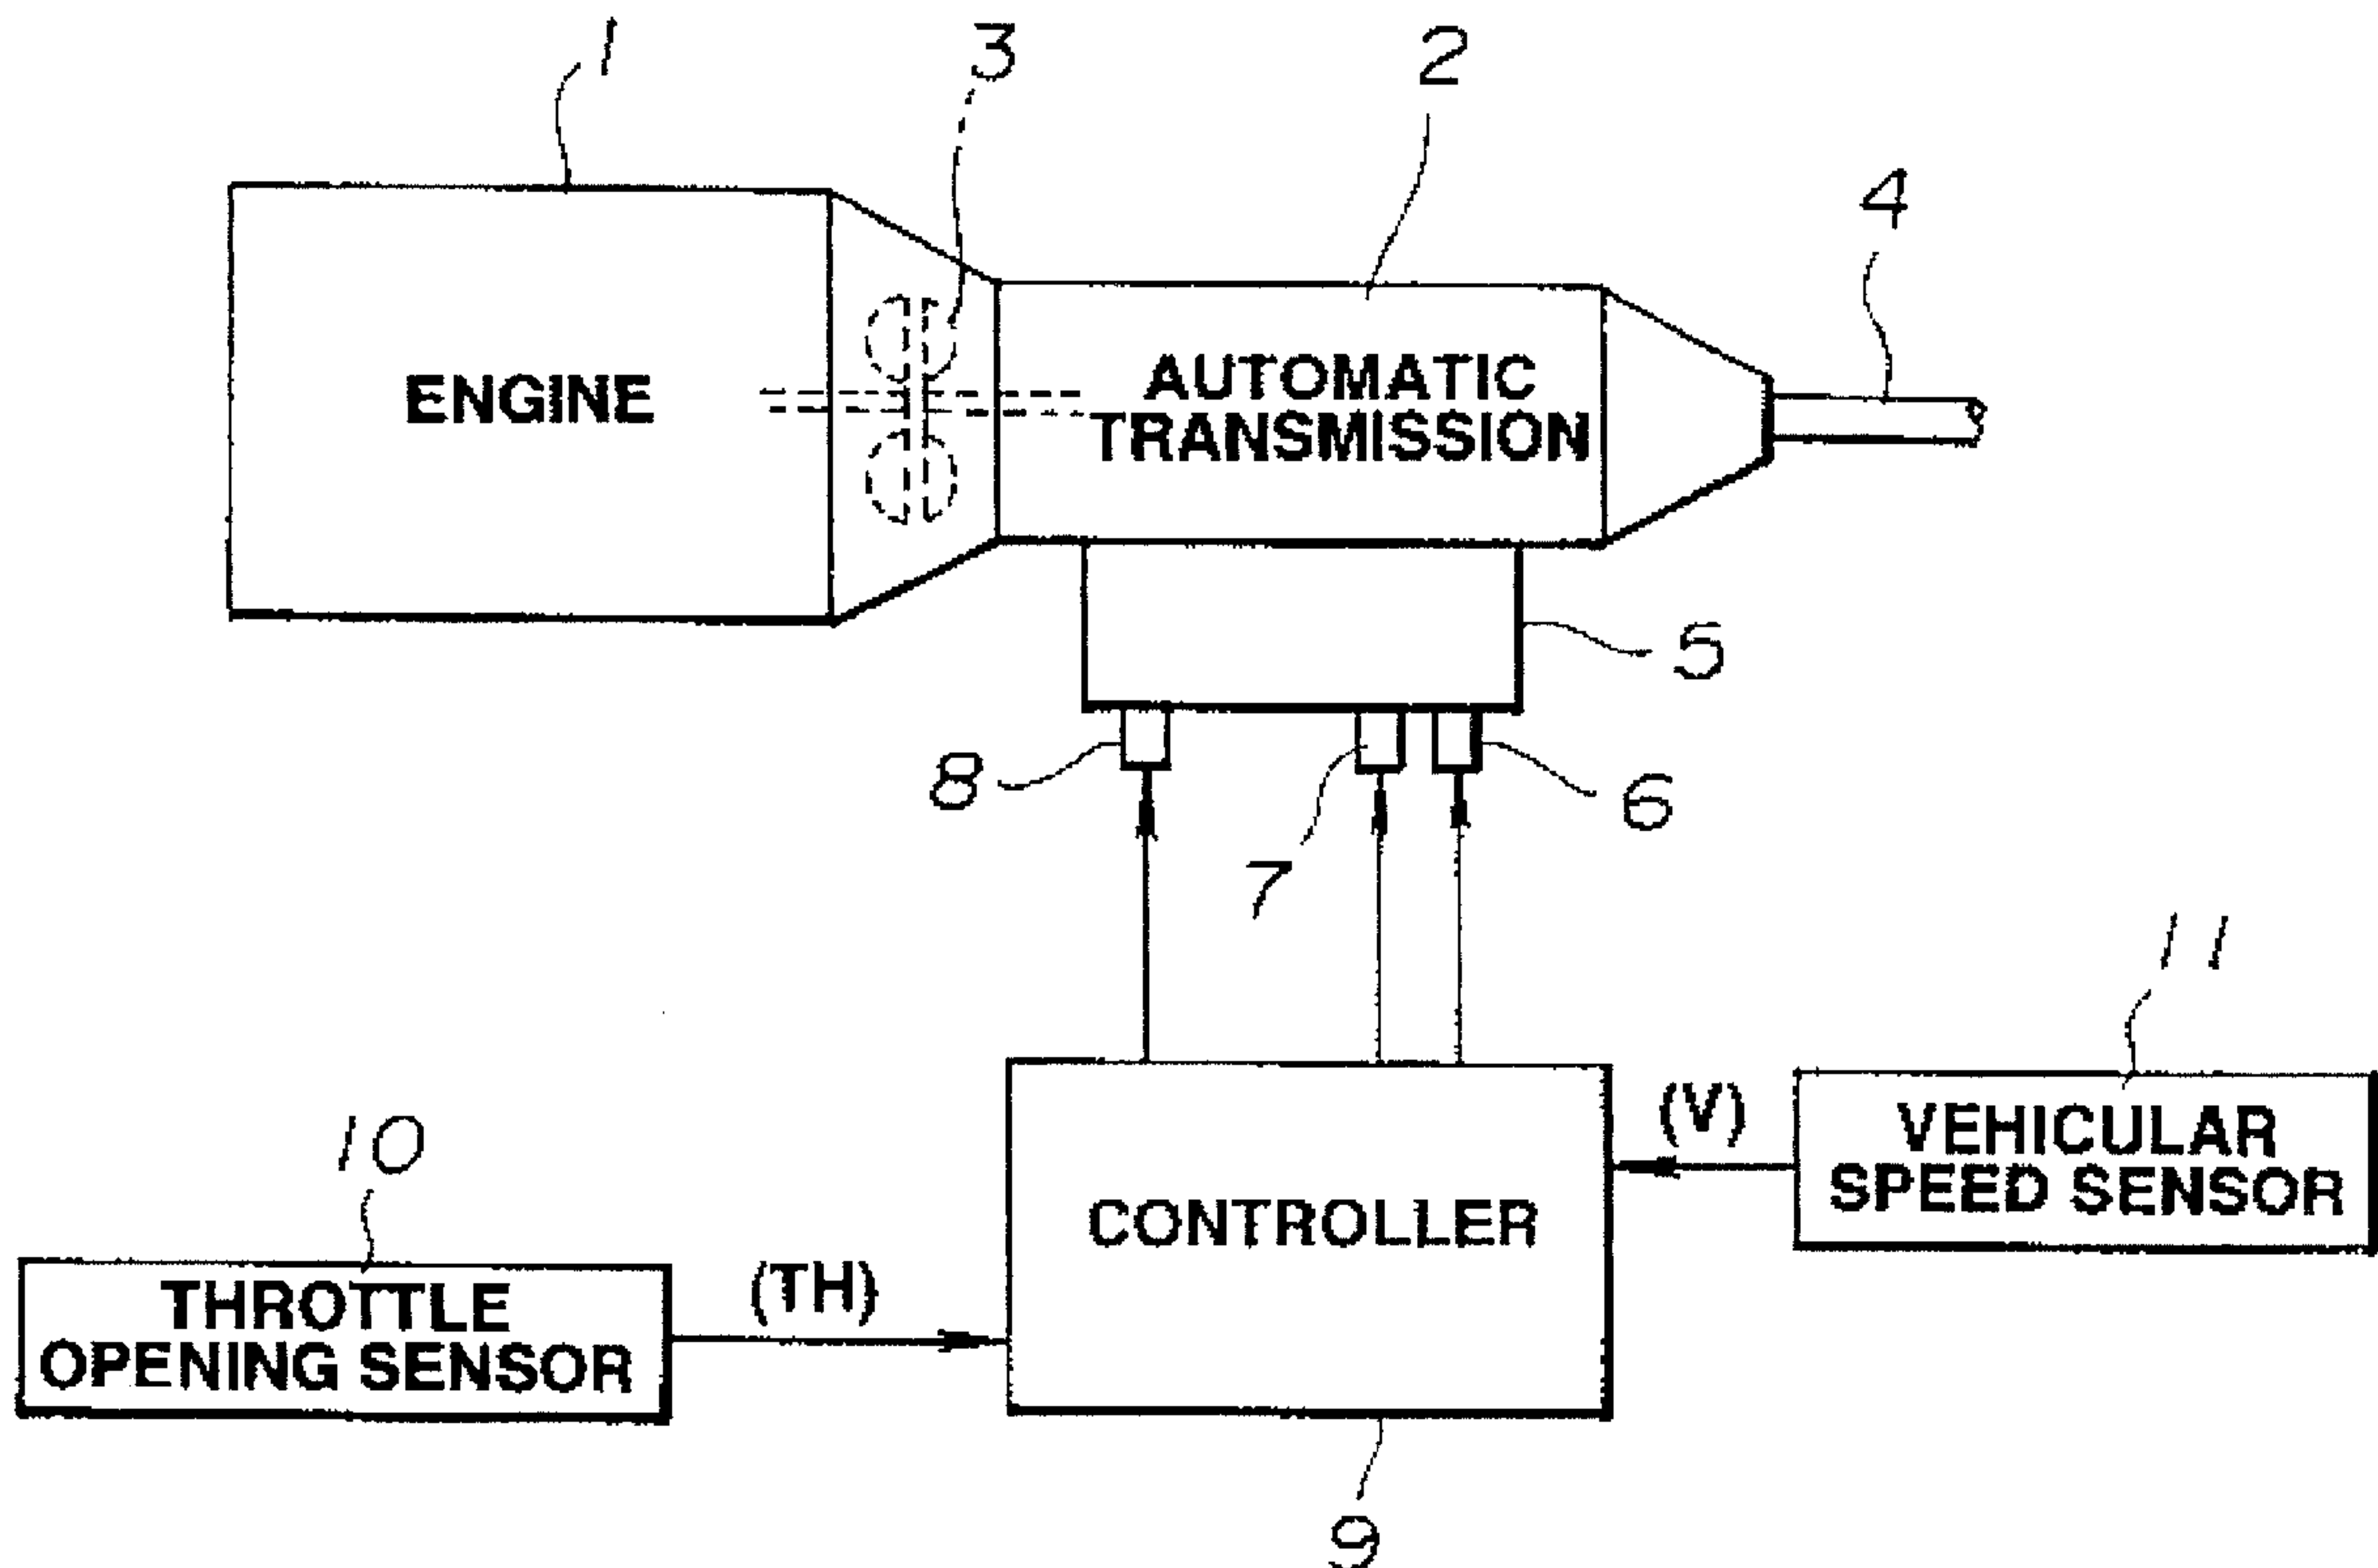 1
3
2
4
ENGINE
AUTOMATIC
TRANSMISSION
5
8
6
7
11
(V)
VEHICULAR
SPEED SENSOR
10
CONTROLLER
(TH)
THROTTLE
OPENING SENSOR
9